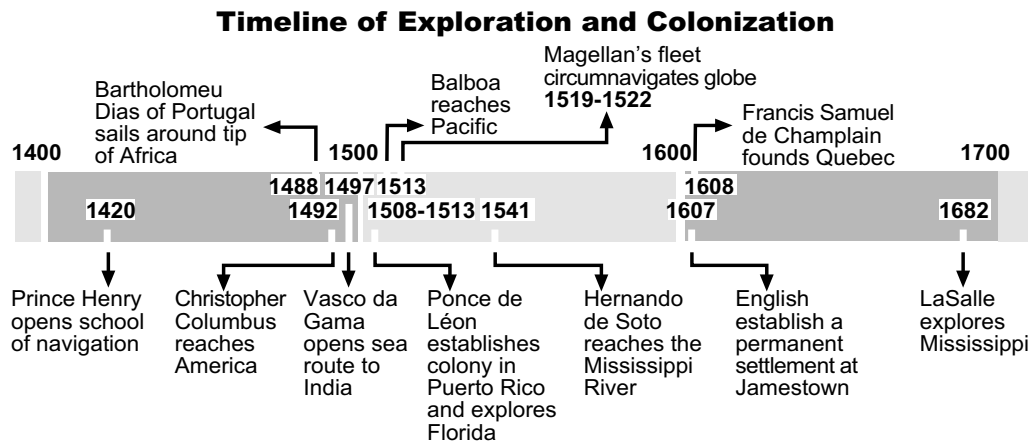 Timeline of Exploration and Colonization
Magellan's fleet
circumnavigates globe
1519-1522
Bartholomeu
Dias of Portugal
sails around tip
of Africa
Balboa
reaches
Pacific
Francis Samuel
de Champlain
founds Quebec
1400
1500
1600
1700
1488
1497
1513
1608
1420
1492
1508-1513
1541
1607
1682
Prince Henry
opens school
of navigation
Christopher
Columbus
reaches
America
Vasco da
Gama
opens sea
route to
India
Ponce de
Léon
establishes
colony in
Puerto Rico
and explores
Florida
Hernando
de Soto
reaches the
Mississippi
River
English
establish a
permanent
settlement at
Jamestown
LaSalle
explores
Mississippi